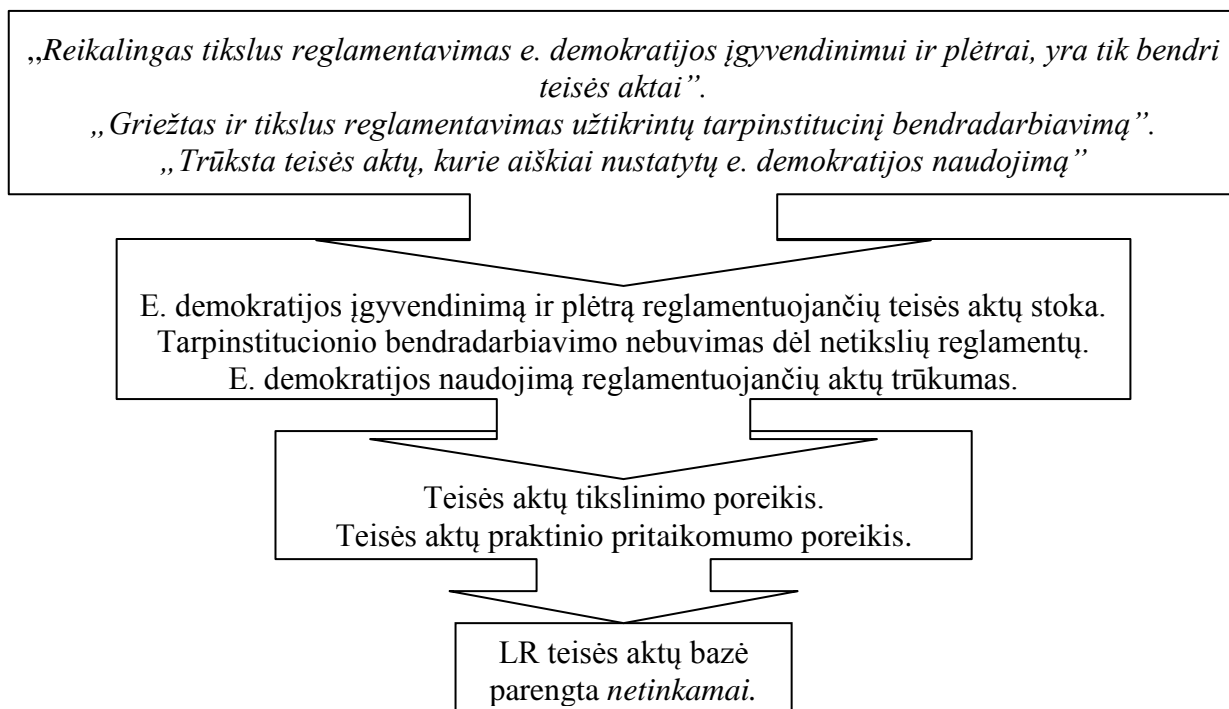 „Reikalingas tikslus reglamentavimas e. demokratijos įgyvendinimui ir plėtrai, yra tik bendri
teisės aktai”.
„Griežtas ir tikslus reglamentavimas užtikrintų tarpinstitucinį bendradarbiavimą”.
„Trūksta teisės aktų, kurie aiškiai nustatytų e. demokratijos naudojimą”
E. demokratijos įgyvendinimą ir plėtrą reglamentuojančių teisės aktų stoka.
Tarpinstitucionio bendradarbiavimo nebuvimas dėl netikslių reglamentų.
E. demokratijos naudojimą reglamentuojančių aktų trūkumas.
Teisės aktų tikslinimo poreikis.
Teisės aktų praktinio pritaikomumo poreikis.
LR teisės aktų bazė
parengta netinkamai.